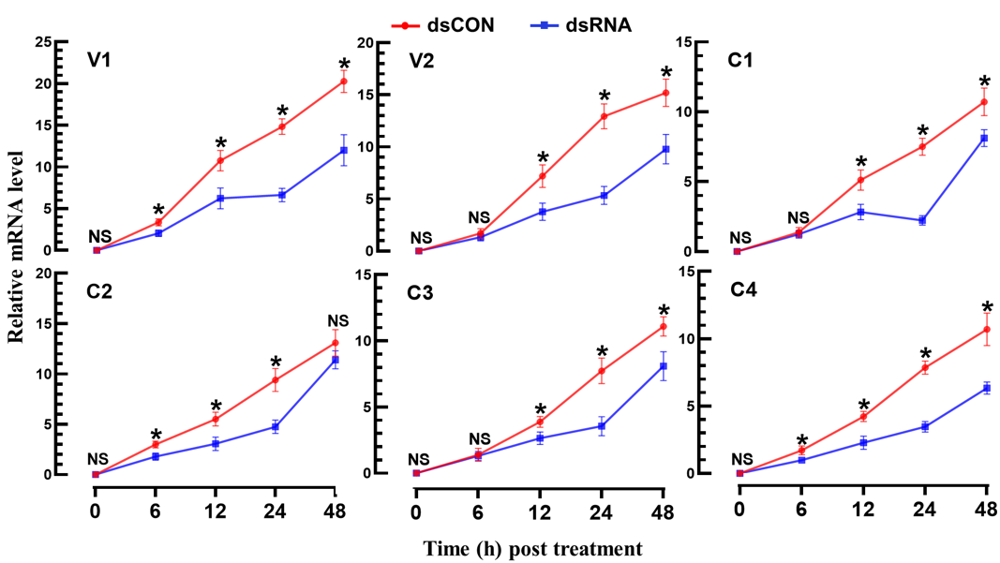 dsCON dsRNA
Relative mRNA level
V1
25
20
15
10
5
0
NS * * * *
V2
20
15
10
5
0
NS NS * * *
C1
15
10
5
0
NS NS * * *
C2
20
15
10
5
0
NS * * * NS
0 6 12 24 48
C3
15
10
5
0
NS NS * * *
0 6 12 24 48
C4
15
10
5
0
NS * * * *
0 6 12 24 48
Time (h) post treatment